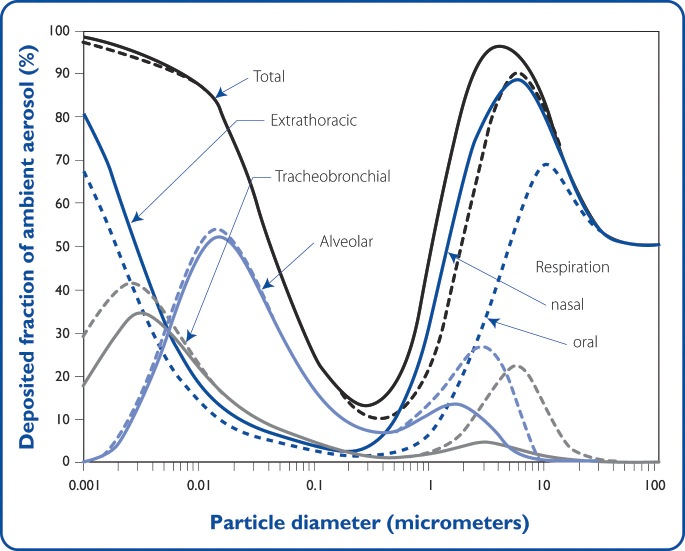 Deposited fraction of ambient aerosol (%)
100
90
80
70
60
50
40
30
20
10
0
Total
Extrathoracic
Tracheobronchial
Alveolar
Respiration
nasal
oral
0.001
0.01
0.1
1
10
100
Particle diameter (micrometers)